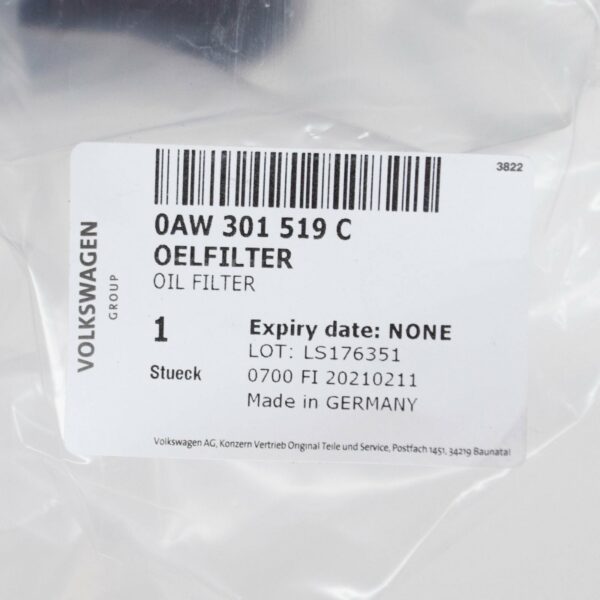 3822
0AW 301 519 C
OELFILTER
OIL FILTER
VOLKSWAGEN
GROUP
1
Stueck
Expiry date: NONE
LOT: LS176351
0700 FI 20210211
Made in GERMANY
Volkswagen AG, Konzern Vertrieb Original Teile und Service, Postfach 1451, 34219 Baunatal